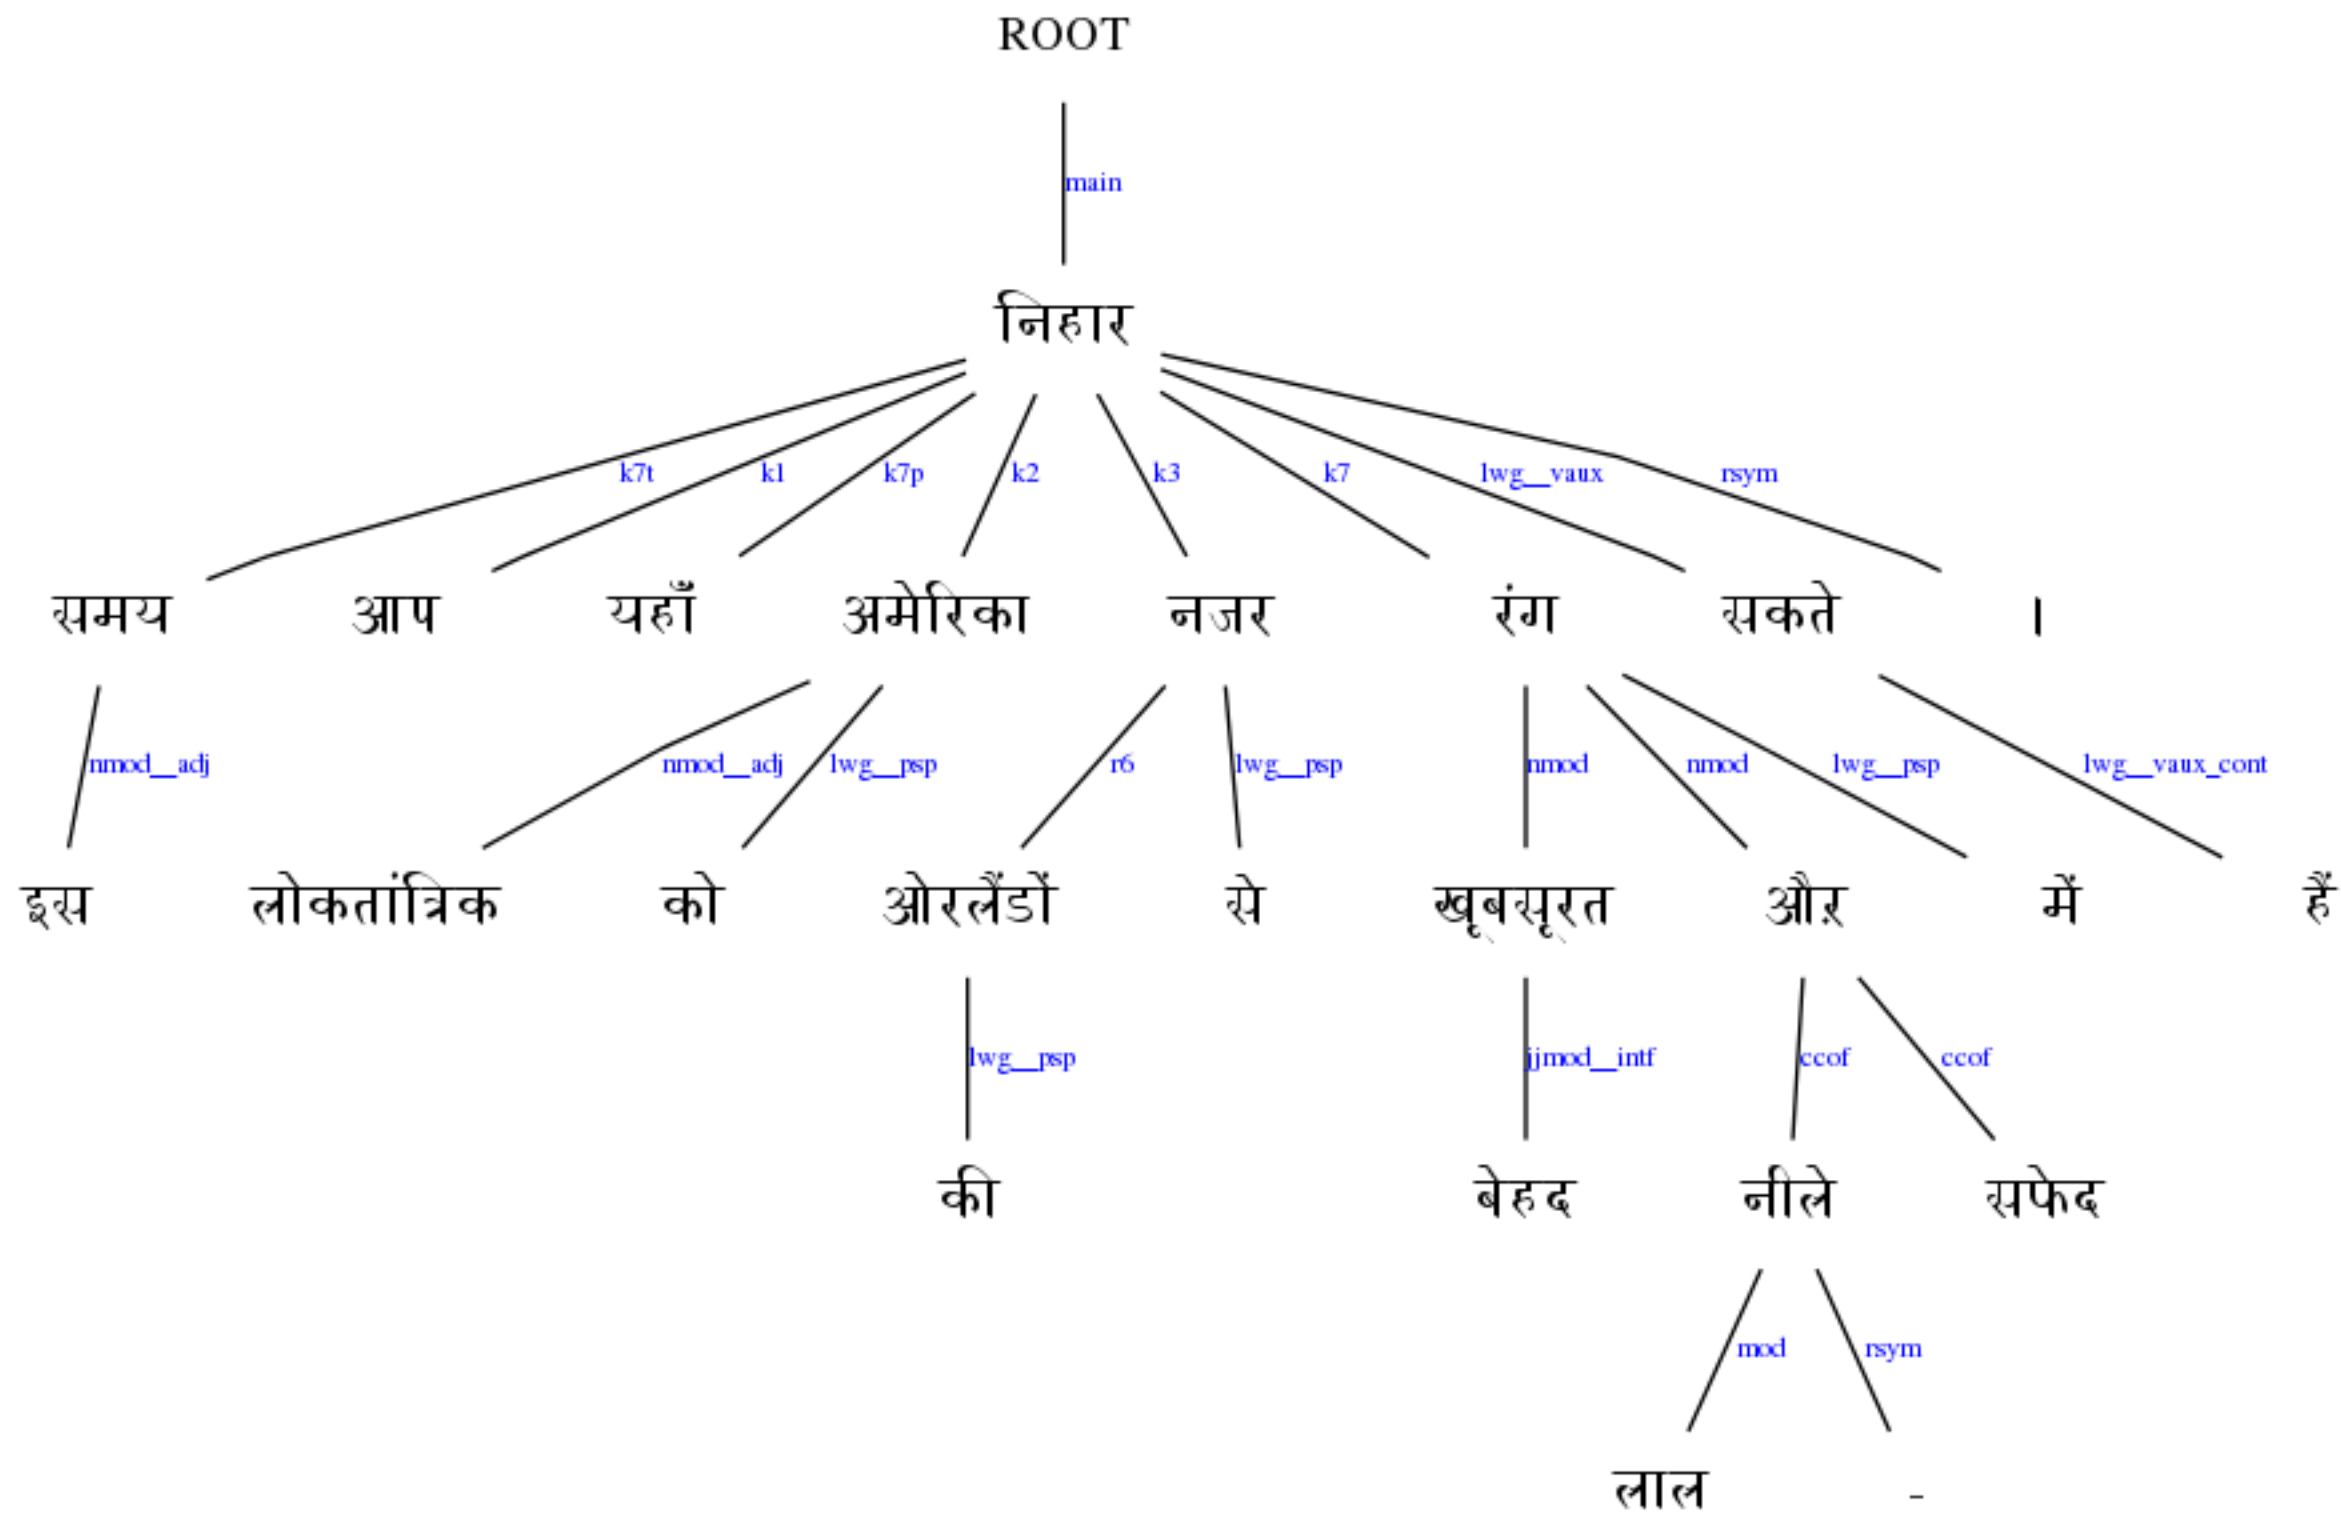 ROOT
main
निहार
k7t k1 k7p k2 k3 k7 lwg__vaux rsym
समय आप यहाँ अमेरिका नजर रंग सकते ।
nmod__adj nmod__adj lwg__psp r6 lwg__psp nmod nmod lwg__psp lwg__vaux_cont
इस लोकतांत्रिक को ओरलैंडों से खूबसूरत और में हैं
lwg__psp jjmod__intf ccof ccof
की बेहद नीले सफेद
mod rsym
लाल -